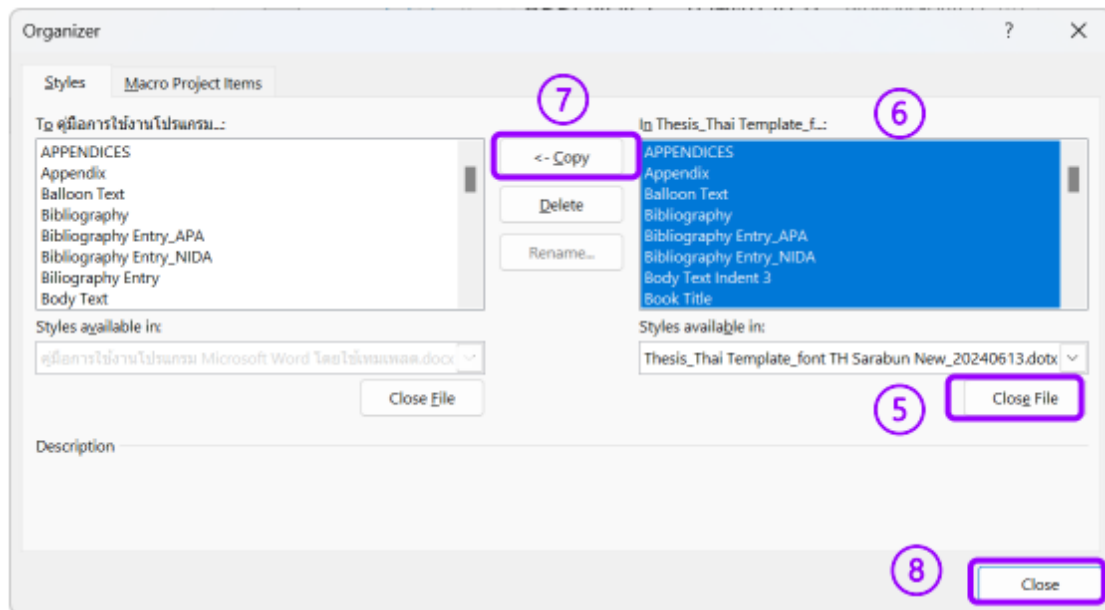 Organizer
?
Styles
Macro Project Items
7
6
To คู่มือการใช้งานโปรแกรม...:
In Thesis_Thai Template_f...:
APPENDICES
Appendix
Balloon Text
Bibliography
Bibliography Entry_APA
Bibliography Entry_NIDA
Biliography Entry
Body Text
<- Copy
Delete
Rename...
APPENDICES
Appendix
Balloon Text
Bibliography
Bibliography Entry_APA
Bibliography Entry_NIDA
Body Text Indent 3
Book Title
Styles available in:
Styles available in:
คู่มือการใช้งานโปรแกรม Microsoft Word โดยใช้เทมเพลต.docx
Thesis_Thai Template_font TH Sarabun New_20240613.dotx
Close File
5
Close File
Description
8
Close